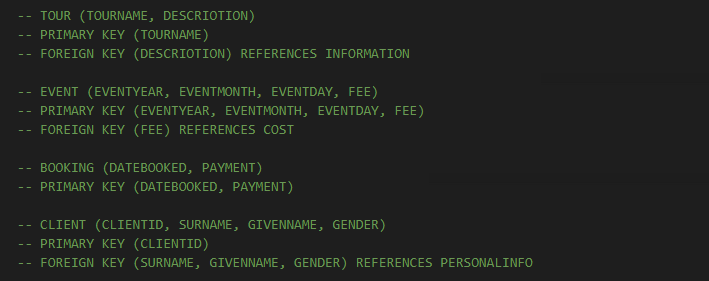 -- TOUR (TOURNAME, DESCRIOTION)
-- PRIMARY KEY (TOURNAME)
-- FOREIGN KEY (DESCRIOTION) REFERENCES INFORMATION
-- EVENT (EVENTYEAR, EVENTMONTH, EVENTDAY, FEE)
-- PRIMARY KEY (EVENTYEAR, EVENTMONTH, EVENTDAY, FEE)
-- FOREIGN KEY (FEE) REFERENCES COST
-- BOOKING (DATEBOOKED, PAYMENT)
-- PRIMARY KEY (DATEBOOKED, PAYMENT)
-- CLIENT (CLIENTID, SURNAME, GIVENNAME, GENDER)
-- PRIMARY KEY (CLIENTID)
-- FOREIGN KEY (SURNAME, GIVENNAME, GENDER) REFERENCES PERSONALINFO